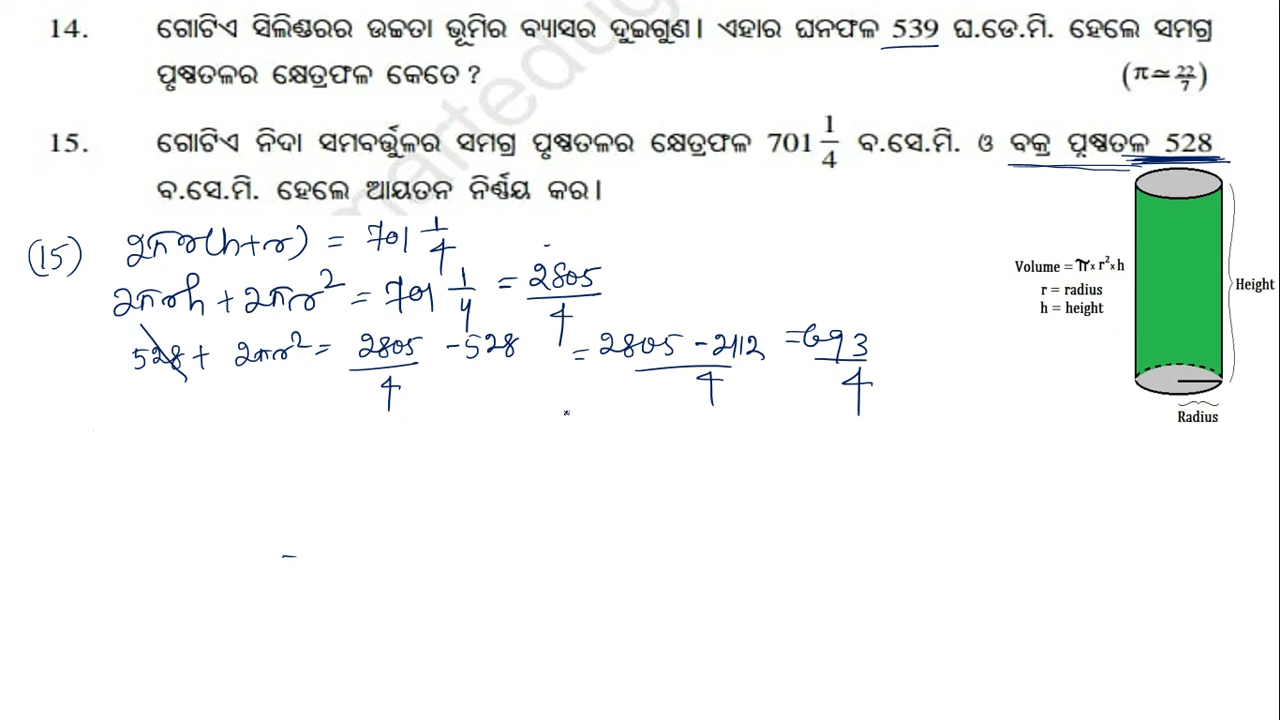 14. ଗୋଟିଏ ସିଲିଣ୍ଡରର ଉଚ୍ଚତା ଭୂମିର ବ୍ୟାସର ଦୁଇଗୁଣ। ଏହାର ଘନଫଳ 539 ଘ.ଡେ.ମି. ହେଲେ ସମଗ୍ର
ପୃଷ୍ଠତଳର କ୍ଷେତ୍ରଫଳ କେତେ ? (π≃22/7)
15. ଗୋଟିଏ ନିଦା ସମବର୍ତ୍ତୁଳର ସମଗ୍ର ପୃଷ୍ଠତଳର କ୍ଷେତ୍ରଫଳ 701 1/4 ବ.ସେ.ମି. ଓ ବକ୍ର ପୃଷ୍ଠତଳ 528
ବ.ସେ.ମି. ହେଲେ ଆୟତନ ନିର୍ଣ୍ଣୟ କର।
(15) 2πr(h+r) = 701 1/4
2πrh + 2πr² = 701 1/4 = 2805/4
528 + 2πr² = 2805/4 - 528 = 2805 - 2112/4 = 693/4
Volume = π x r² x h
r = radius
h = height
Height
Radius